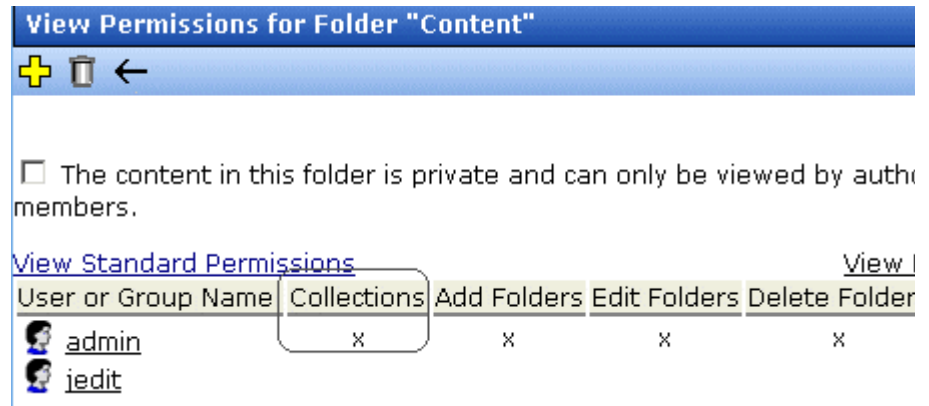 View Permissions for Folder "Content"
The content in this folder is private and can only be viewed by
members.
View Standard Permissions View
User or Group Name Collections Add Folders Edit Folders Delete Folder
admin x x x x
jedit